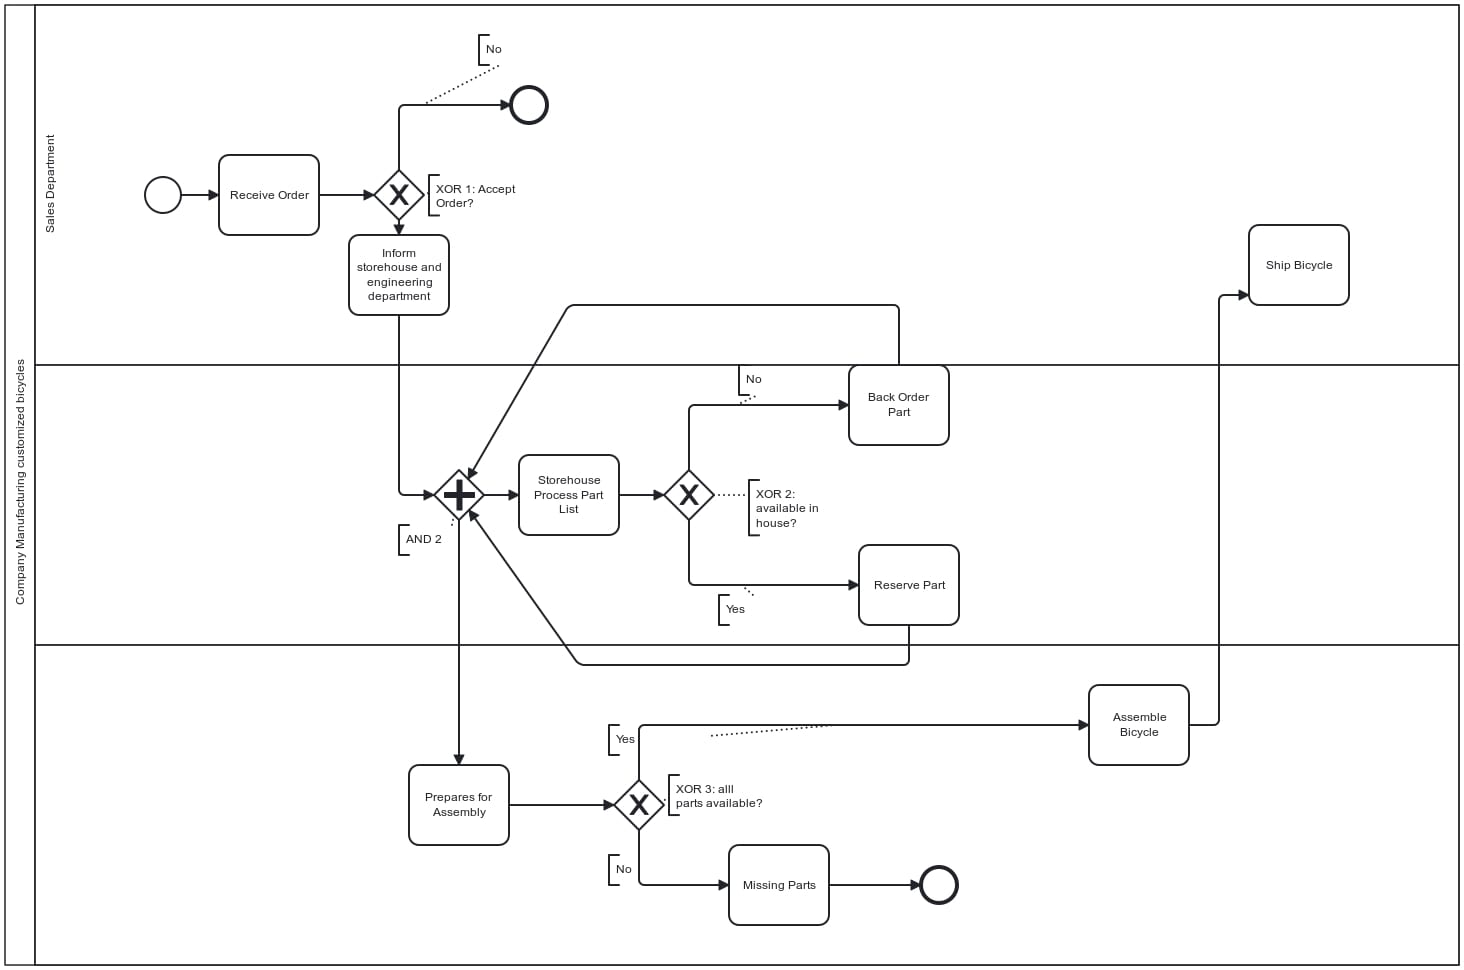 Company Manufacturing customized bicycles
Sales Department
No
Receive Order
XOR 1: Accept
Order?
Inform
storehouse and
engineering
department
Ship Bicycle
No
Back Order
Part
Storehouse
Process Part
List
XOR 2:
available in
house?
AND 2
Reserve Part
Yes
Yes
Assemble
Bicycle
Prepares for
Assembly
XOR 3: alll
parts available?
No
Missing Parts